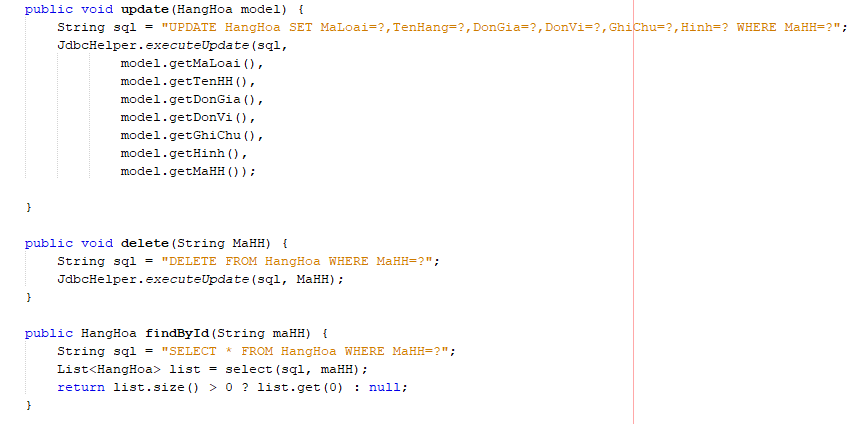 public void update(HangHoa model) {
String sql = "UPDATE HangHoa SET MaLoai=?,TenHang=?,DonGia=?,DonVi=?,GhiChu=?,Hinh=? WHERE MaHH=?";
JdbcHelper.executeUpdate(sql,
model.getMaLoai(),
model.getTenHH(),
model.getDonGia(),
model.getDonVi(),
model.getGhiChu(),
model.getHinh(),
model.getMaHH());
}
public void delete(String MaHH) {
String sql = "DELETE FROM HangHoa WHERE MaHH=?";
JdbcHelper.executeUpdate(sql, MaHH);
}
public HangHoa findById(String maHH) {
String sql = "SELECT * FROM HangHoa WHERE MaHH=?";
List<HangHoa> list = select(sql, maHH);
return list.size() > 0 ? list.get(0) : null;
}